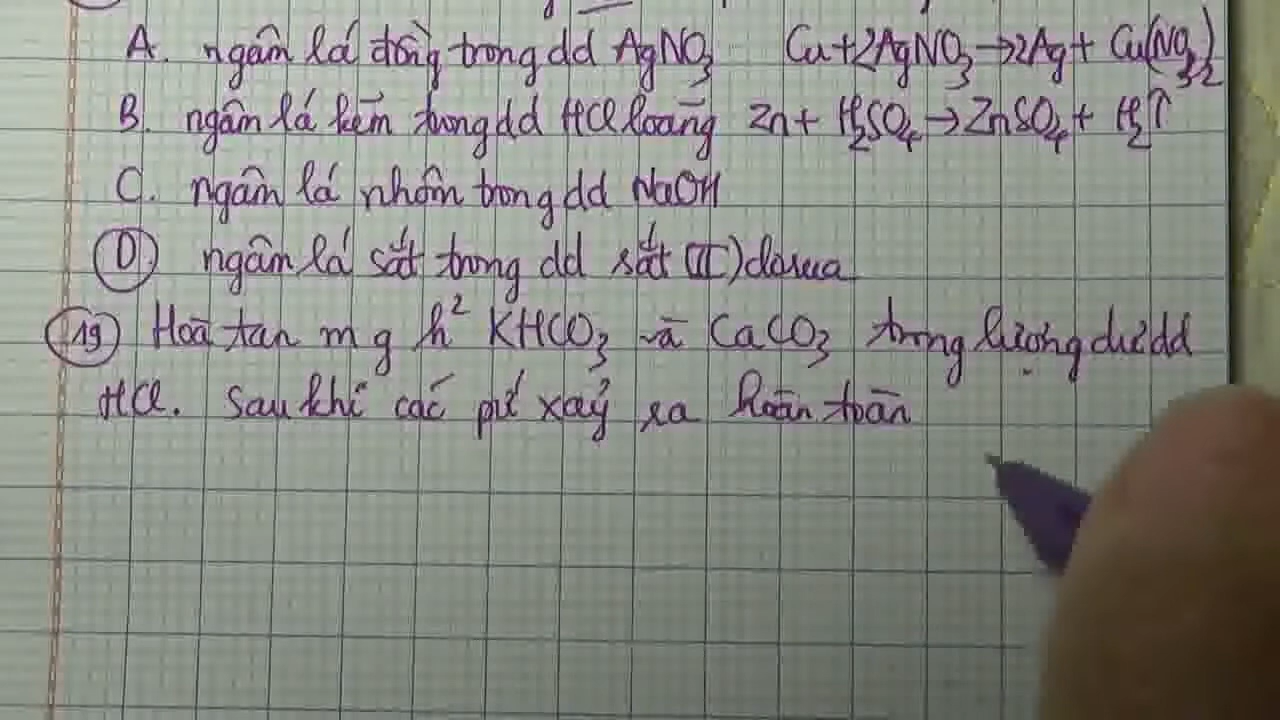 A. ngâm lá đồng trong dd AgNO₃ Cu + 2AgNO₃ → 2Ag + Cu(NO₃)₂
B. ngâm lá kẽm trong dd HCl loãng Zn + H₂SO₄ → ZnSO₄ + H₂↑
C. ngâm lá nhôm trong dd NaOH
D. ngâm lá sắt trong dd sắt (II) clorua
19 Hoà tan m g h² KHCO₃ và CaCO₃ trong lượng dư dd
HCl. Sau khi các pứ xảy ra hoàn toàn